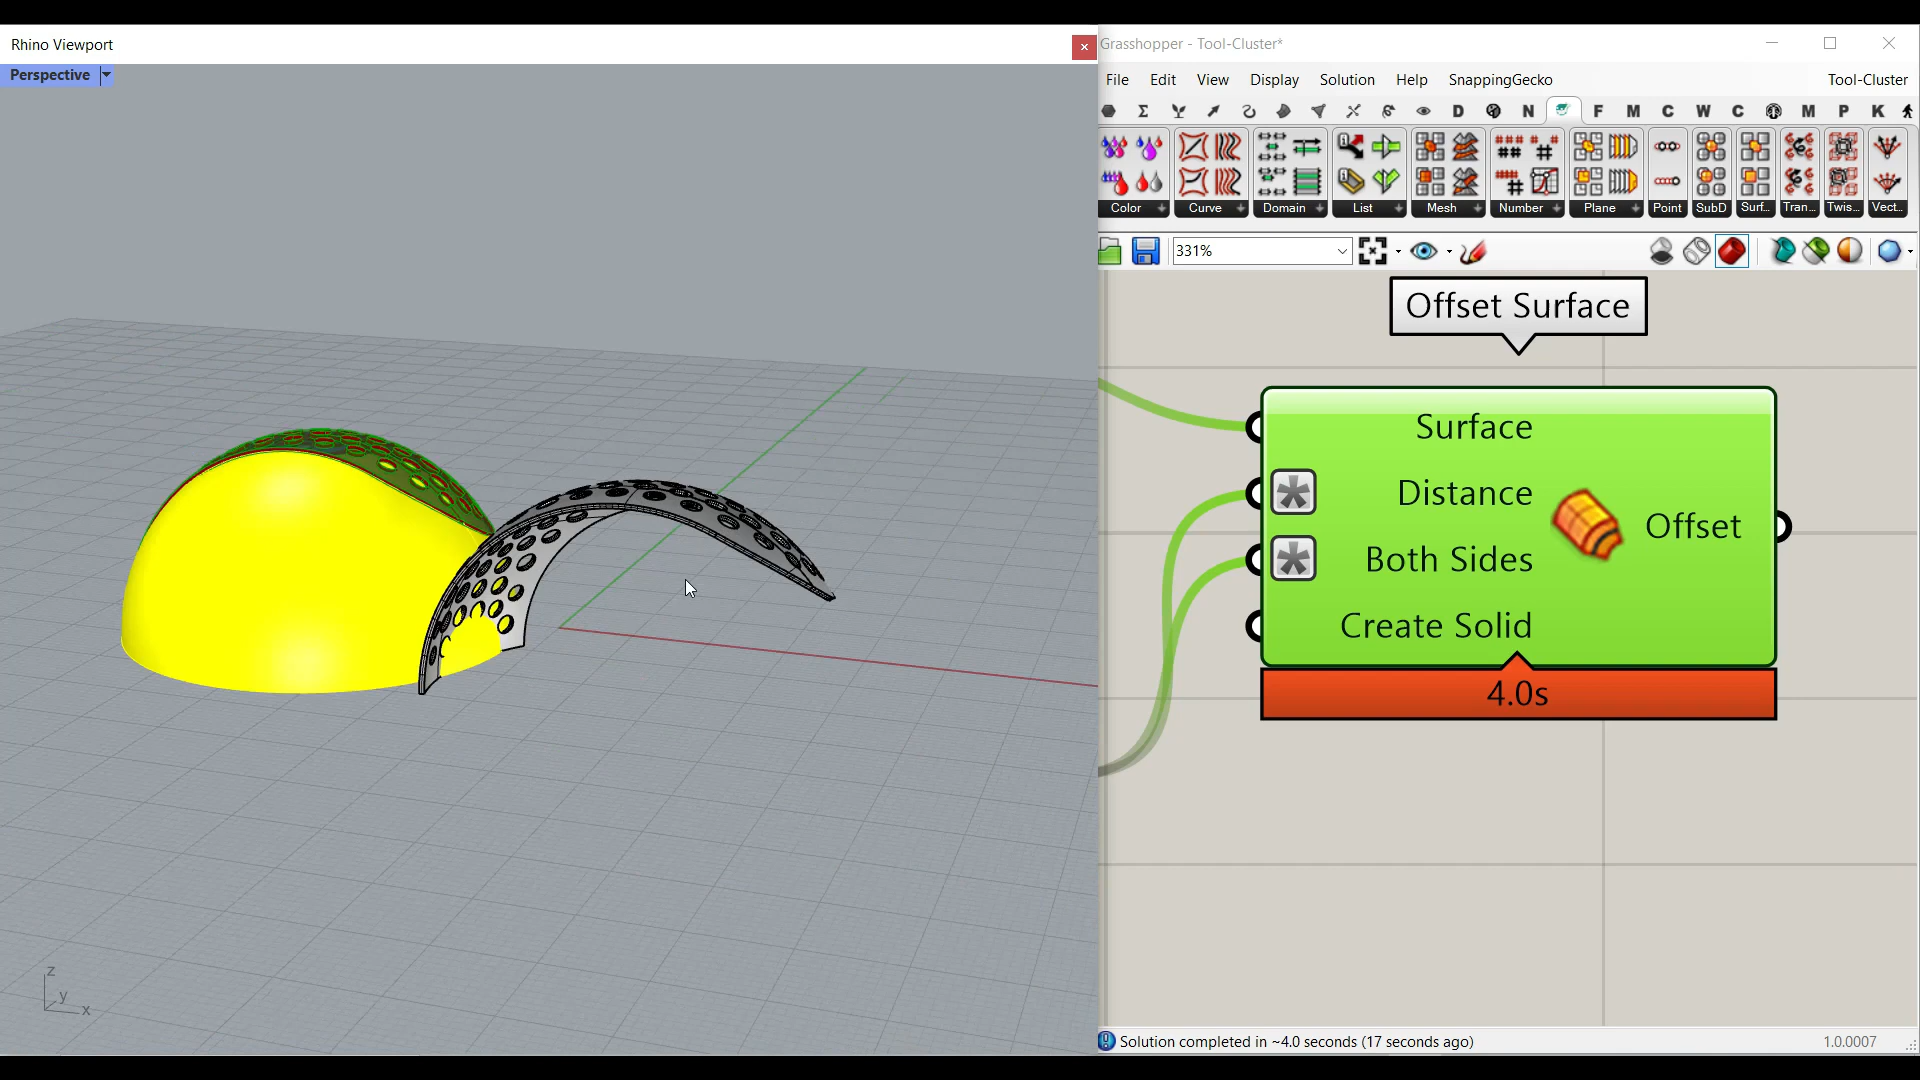 Rhino Viewport
Perspective
z
y
x
Grasshopper - Tool-Cluster*
File Edit View Display Solution Help SnappingGecko Tool-Cluster
D N F M C W C M P K
Color Curve Domain List Mesh Number Plane Point SubD Surf... Tran... Twis... Vect...
331%
Offset Surface
Surface
Distance
Both Sides
Create Solid
Offset
4.0s
Solution completed in ~4.0 seconds (17 seconds ago)
1.0.0007